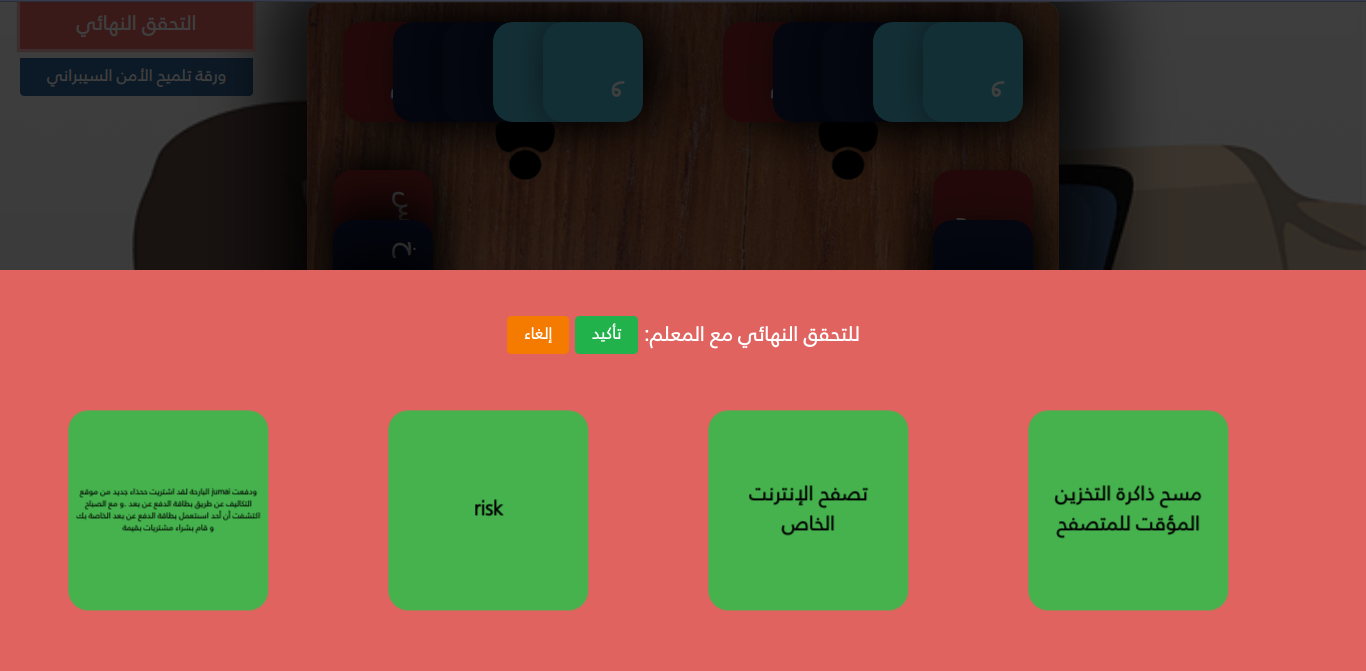 التحقق النهائي
ورقة تلميح الأمن السيبراني
و
و
س
خ
للتحقق النهائي مع المعلم:
تأكيد
إلغاء
مسح ذاكرة التخزين
المؤقت للمتصفح
تصفح الإنترنت
الخاص
risk
ودفعت jumai البارحة لقد اشتريت ححذاء جديد من موقع
التكاليف عن طريق بطاقة الدفع عن بعد .و مع الصباح
اكتشفت أن أحد استعمل بطاقة الدفع عن بعد الخاصة بك
و قام بشراء مشتريات بقيمة